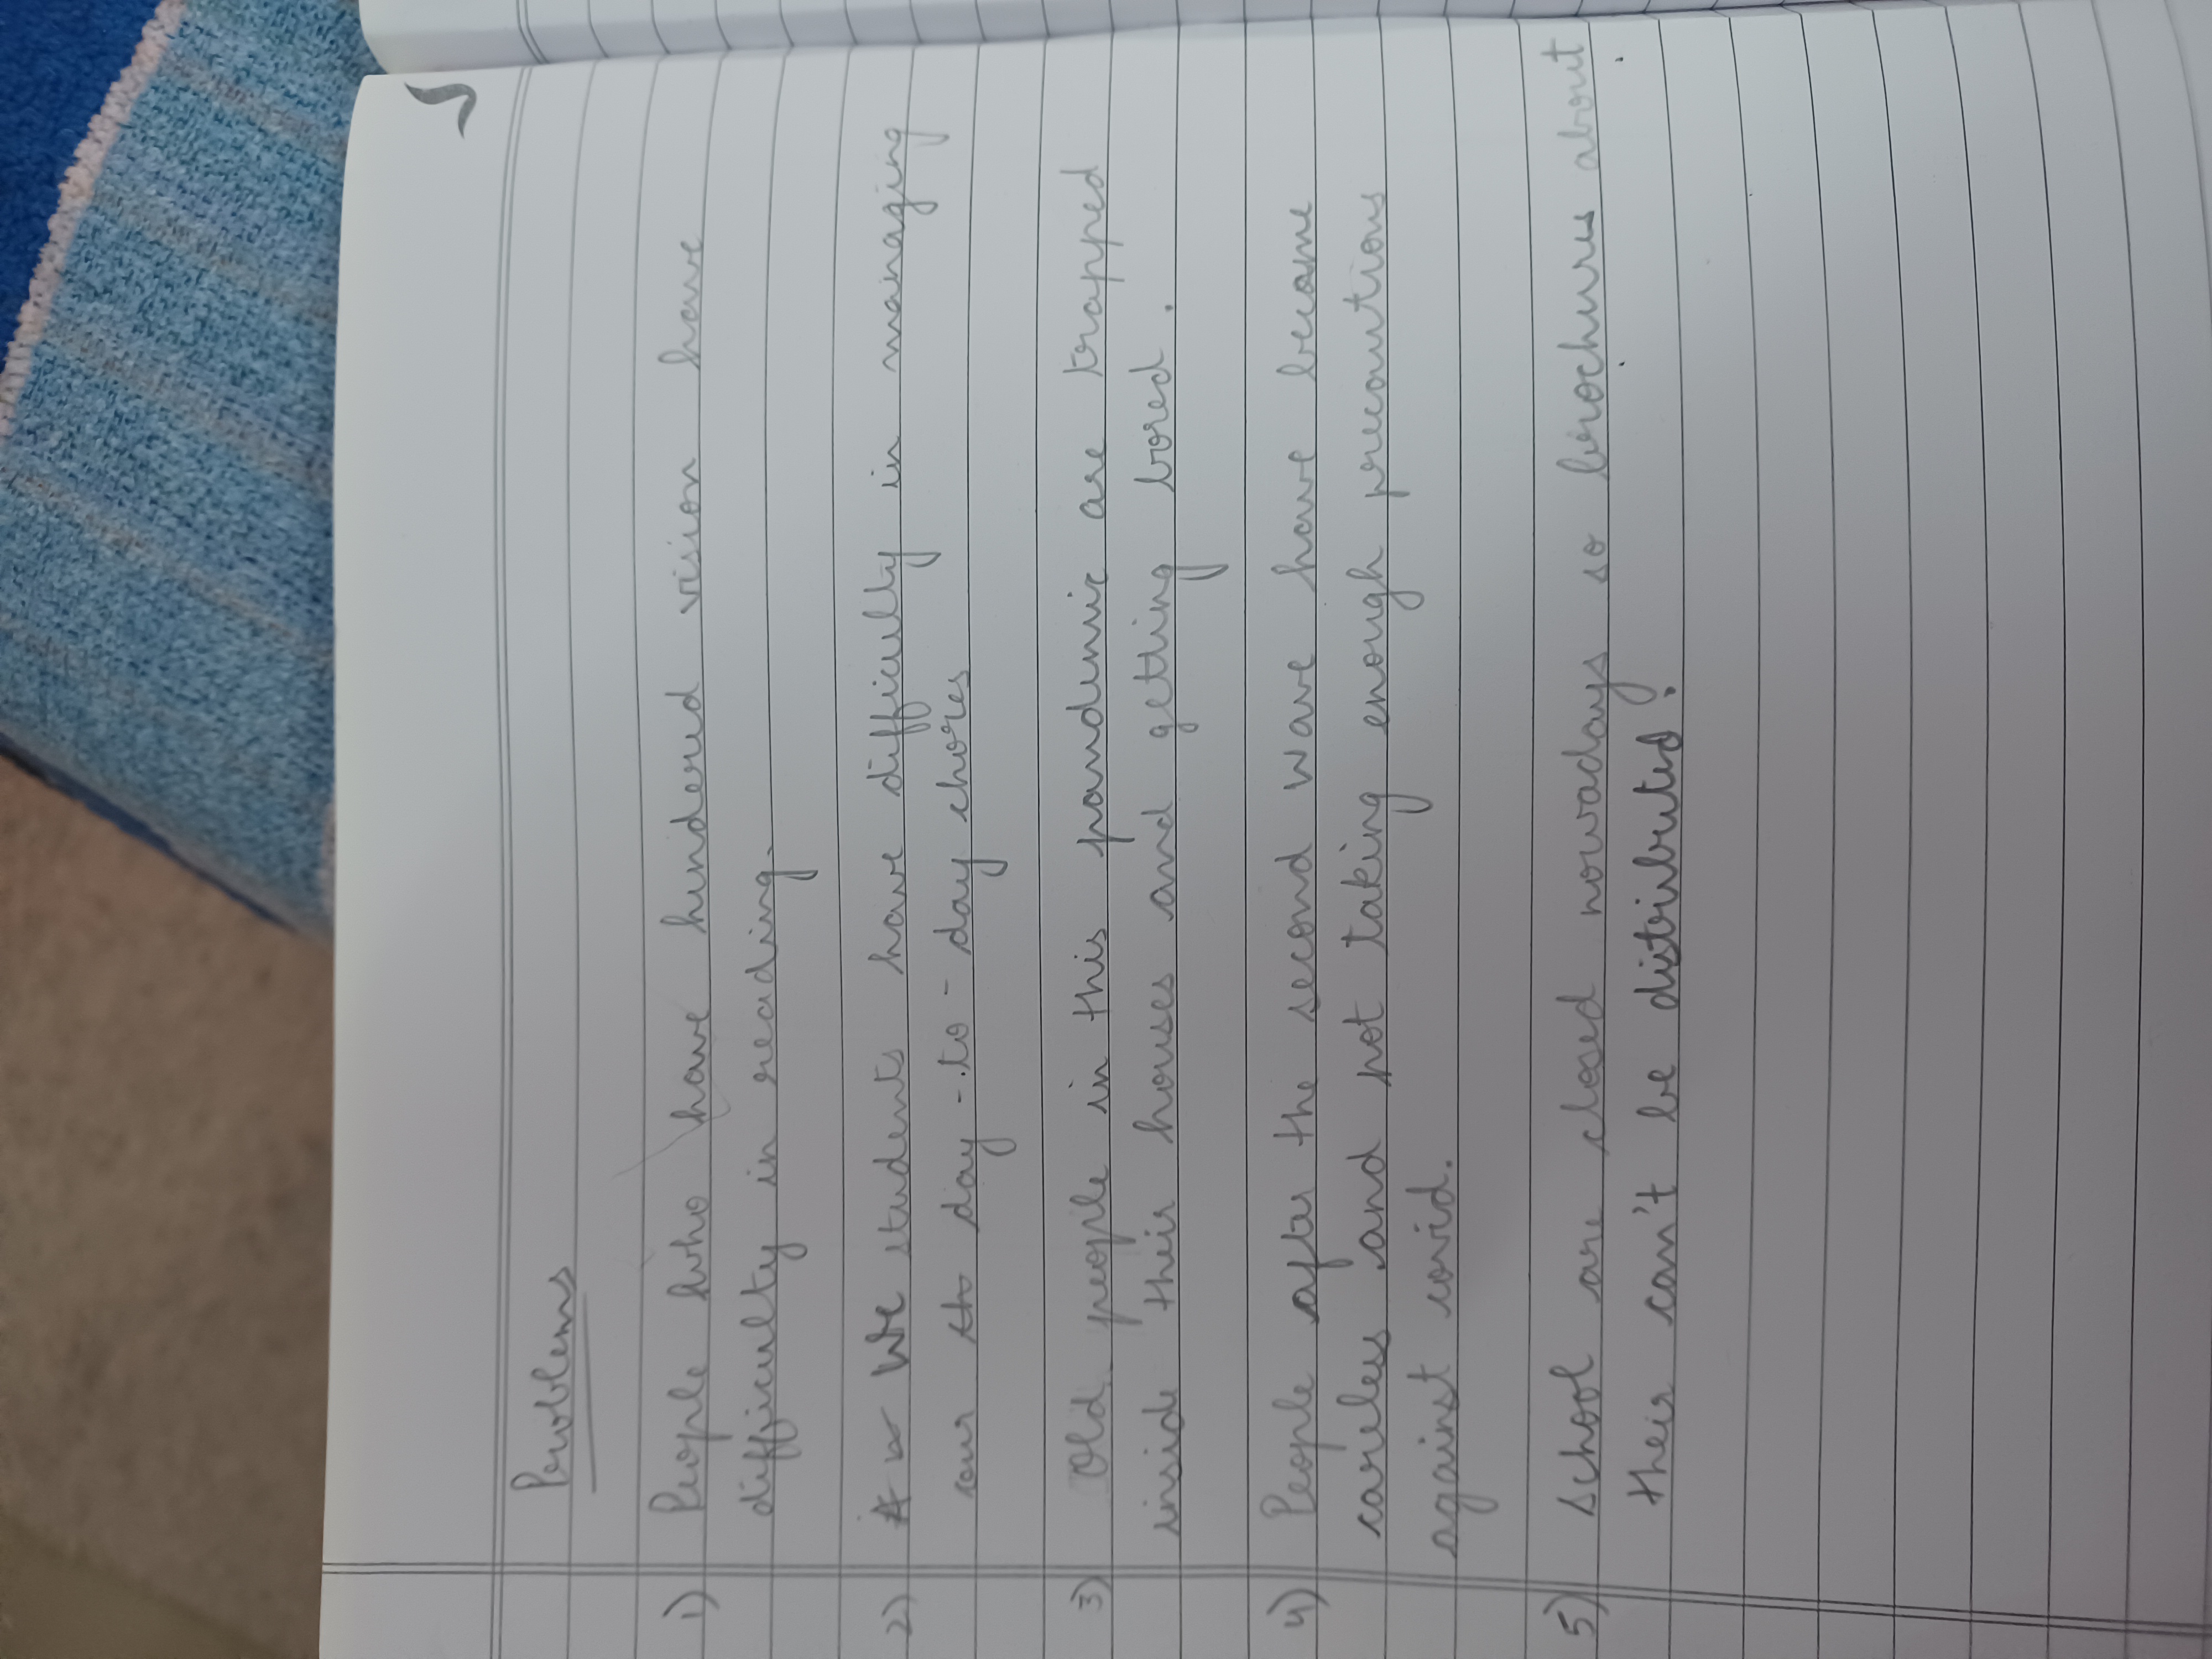 Problems
1) People who have hindered vision have
difficulty in reading.
2) We students have difficulty in managing
our day-to-day chores
3) Old people in this pandemic are trapped
inside their houses and getting bored.
4) People after the second wave have become
careless and not taking enough precautions
against covid.
5) School are closed nowadays so brochures about
their can't be distributed.